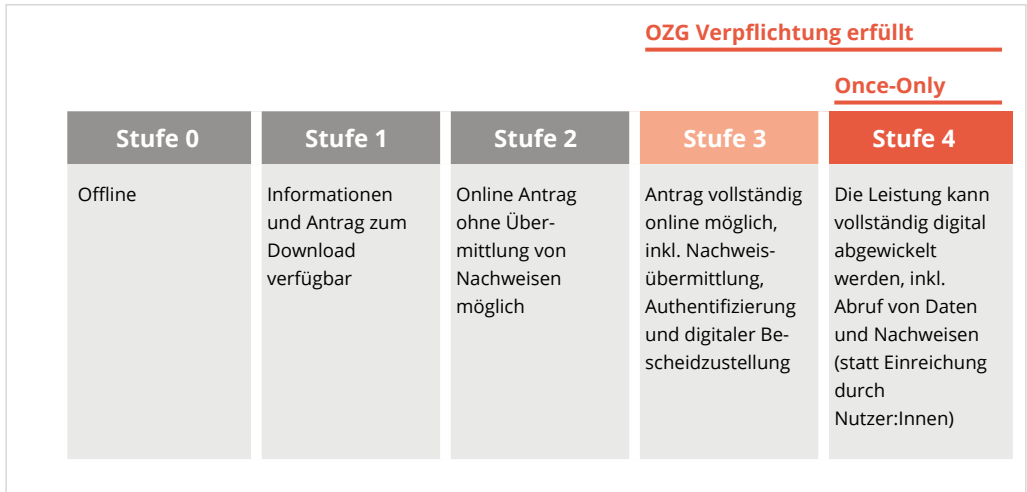 OZG Verpflichtung erfüllt
Once-Only
Stufe 0
Offline
Stufe 1
Informationen
und Antrag zum
Download
verfügbar
Stufe 2
Online Antrag
ohne Über-
mittlung von
Nachweisen
möglich
Stufe 3
Antrag vollständig
online möglich,
inkl. Nachweis-
übermittlung,
Authentifizierung
und digitaler Be-
scheidzustellung
Stufe 4
Die Leistung kann
vollständig digital
abgewickelt
werden, inkl.
Abruf von Daten
und Nachweisen
(statt Einreichung
durch
Nutzer:Innen)